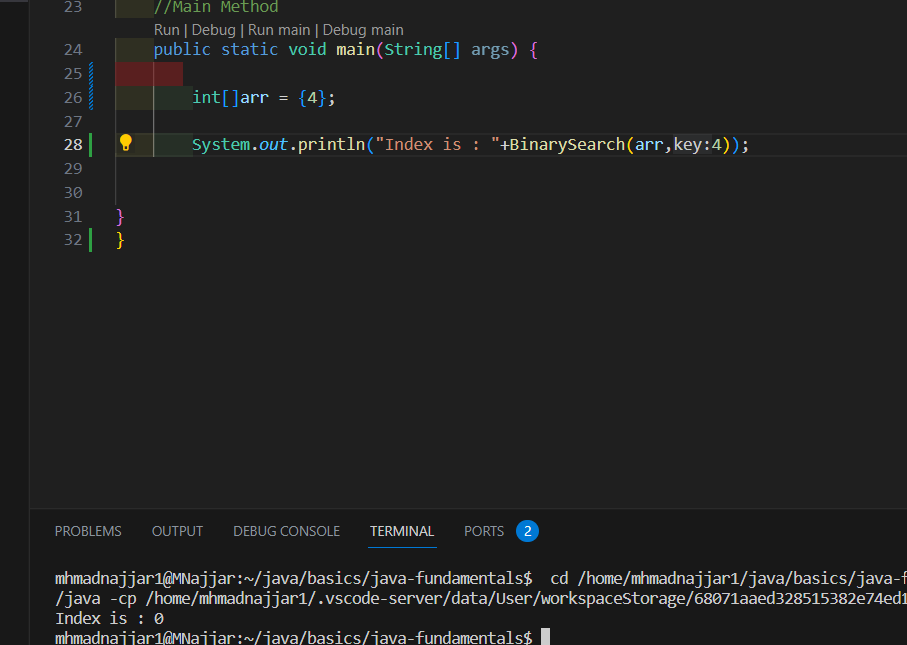 23 //Main Method
Run | Debug | Run main | Debug main
24 public static void main(String[] args) {
25
26 int[]arr = {4};
27
28 System.out.println("Index is : "+BinarySearch(arr,key:4));
29
30
31 }
32 }
PROBLEMS OUTPUT DEBUG CONSOLE TERMINAL PORTS 2
mhmadnajjar1@MNajjar:~/java/basics/java-fundamentals$ cd /home/mhmadnajjar1/java/basics/java-f
/java -cp /home/mhmadnajjar1/.vscode-server/data/User/workspaceStorage/68071aaed328515382e74ed1
Index is : 0
mhmadnajjar1@MNajjar:~/java/basics/java-fundamentals$